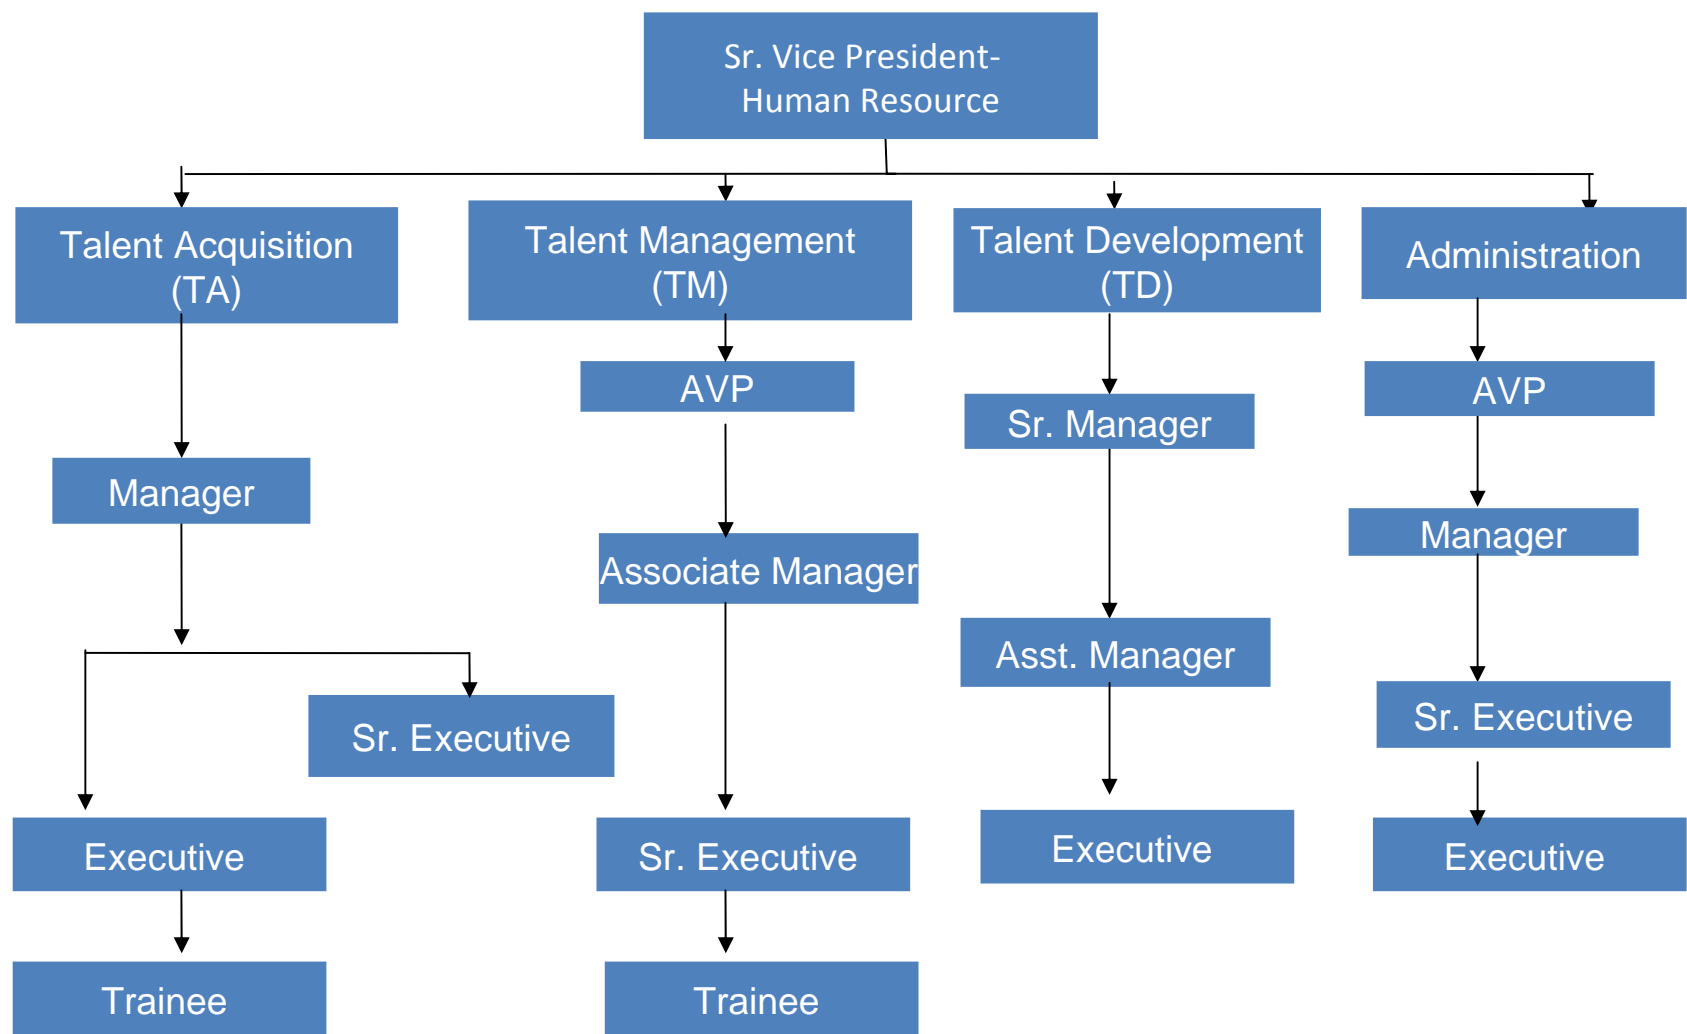 Sr. Vice President-
Human Resource
Talent Acquisition
(TA)
Talent Management
(TM)
Talent Development
(TD)
Administration
AVP
AVP
Sr. Manager
Manager
Manager
Associate Manager
Asst. Manager
Sr. Executive
Sr. Executive
Executive
Sr. Executive
Executive
Executive
Trainee
Trainee